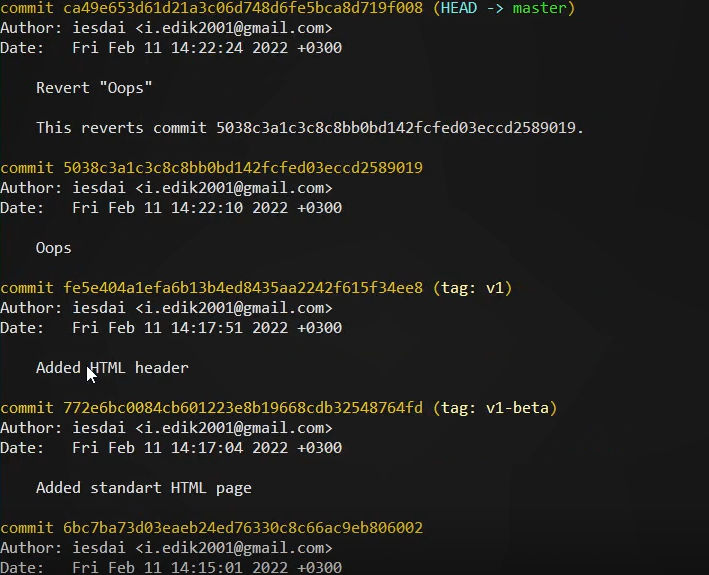 commit ca49e653d61d21a3c06d748d6fe5bca8d719f008 (HEAD -> master)
Author: iesdai <i.edik2001@gmail.com>
Date:   Fri Feb 11 14:22:24 2022 +0300
Revert "Oops"
This reverts commit 5038c3a1c3c8c8bb0bd142fcfed03eccd2589019.
commit 5038c3a1c3c8c8bb0bd142fcfed03eccd2589019
Author: iesdai <i.edik2001@gmail.com>
Date:   Fri Feb 11 14:22:10 2022 +0300
Oops
commit fe5e404a1efa6b13b4ed8435aa2242f615f34ee8 (tag: v1)
Author: iesdai <i.edik2001@gmail.com>
Date:   Fri Feb 11 14:17:51 2022 +0300
Added HTML header
commit 772e6bc0084cb601223e8b19668cdb32548764fd (tag: v1-beta)
Author: iesdai <i.edik2001@gmail.com>
Date:   Fri Feb 11 14:17:04 2022 +0300
Added standart HTML page
commit 6bc7ba73d03eaeb24ed76330c8c66ac9eb806002
Author: iesdai <i.edik2001@gmail.com>
Date:   Fri Feb 11 14:15:01 2022 +0300